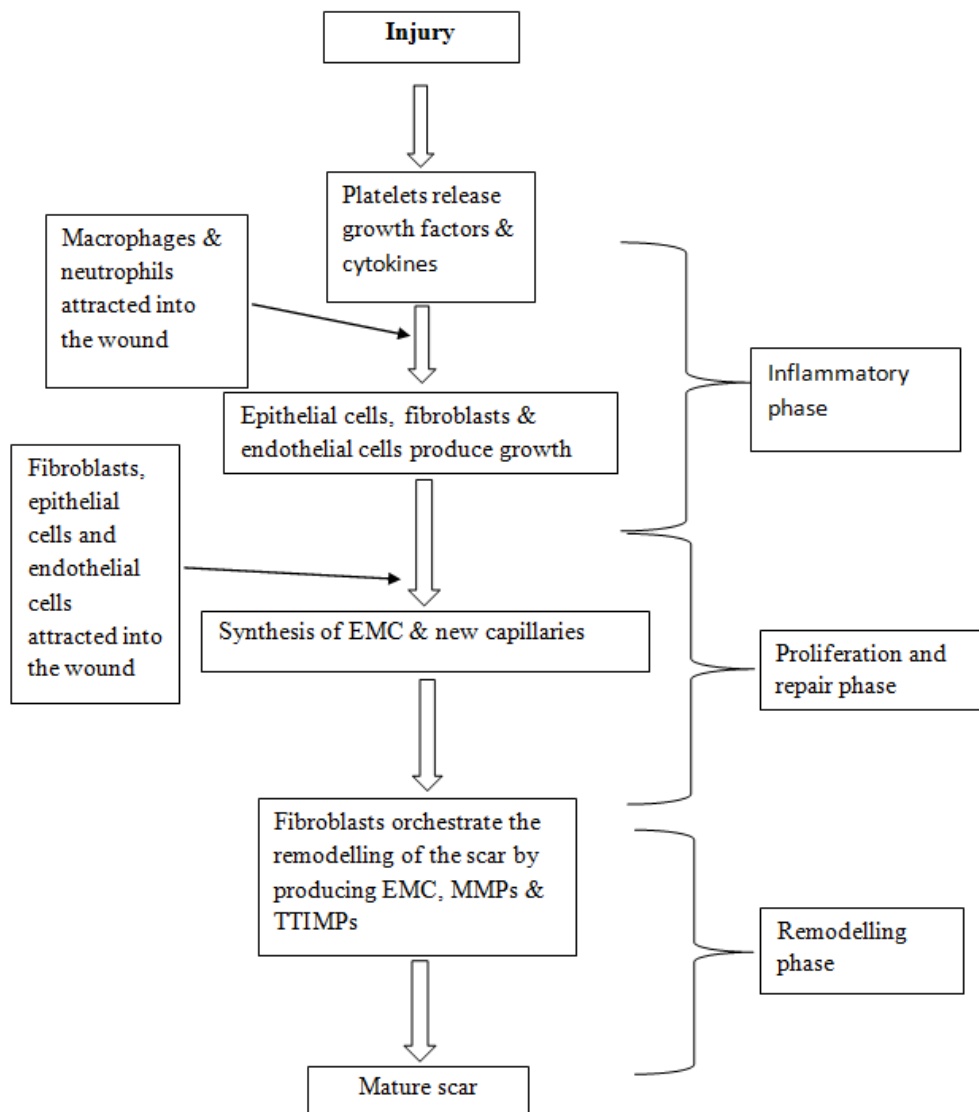 Injury
Platelets release
growth factors &
cytokines
Macrophages &
neutrophils
attracted into
the wound
Inflammatory
phase
Epithelial cells, fibroblasts &
endothelial cells produce growth
Fibroblasts,
epithelial
cells and
endothelial
cells
attracted into
the wound
Synthesis of EMC & new capillaries
Proliferation and
repair phase
Fibroblasts orchestrate the
remodelling of the scar by
producing EMC, MMPs &
TTIMPs
Remodelling
phase
Mature scar